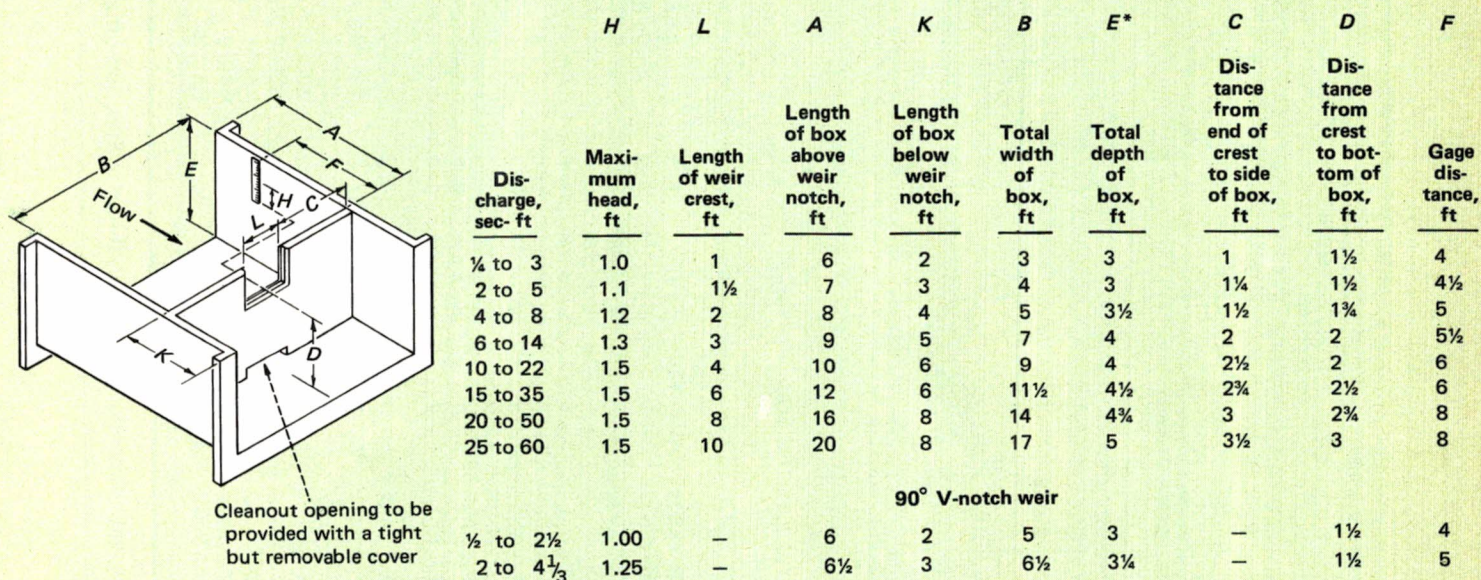 H L A K B E* C D F
Dis-
tance
from
end of
crest
to side
of box,
ft
Dis-
tance
from
crest
to bot-
tom of
box,
ft
Dis-
charge,
sec-ft
Maxi-
mum
head,
ft
Length
of weir
crest,
ft
Length
of box
above
weir
notch,
ft
Length
of box
below
weir
notch,
ft
Total
width
of
box,
ft
Total
depth
of
box,
ft
Gage
dis-
tance,
ft
¼ to 3 1.0 1 6 2 3 3 1 1½ 4
2 to 5 1.1 1½ 7 3 4 3 1¼ 1½ 4½
4 to 8 1.2 2 8 4 5 3½ 1½ 1¾ 5
6 to 14 1.3 3 9 5 7 4 2 2 5½
10 to 22 1.5 4 10 6 9 4 2½ 2 6
15 to 35 1.5 6 12 6 11½ 4½ 2¾ 2½ 6
20 to 50 1.5 8 16 8 14 4¾ 3 2¾ 8
25 to 60 1.5 10 20 8 17 5 3½ 3 8
90° V-notch weir
½ to 2½ 1.00 — 6 2 5 3 — 1½ 4
2 to 4⅓ 1.25 — 6½ 3 6½ 3¼ — 1½ 5
A
B
E
F
H
C
L
Flow
K
D
Cleanout opening to be
provided with a tight
but removable cover